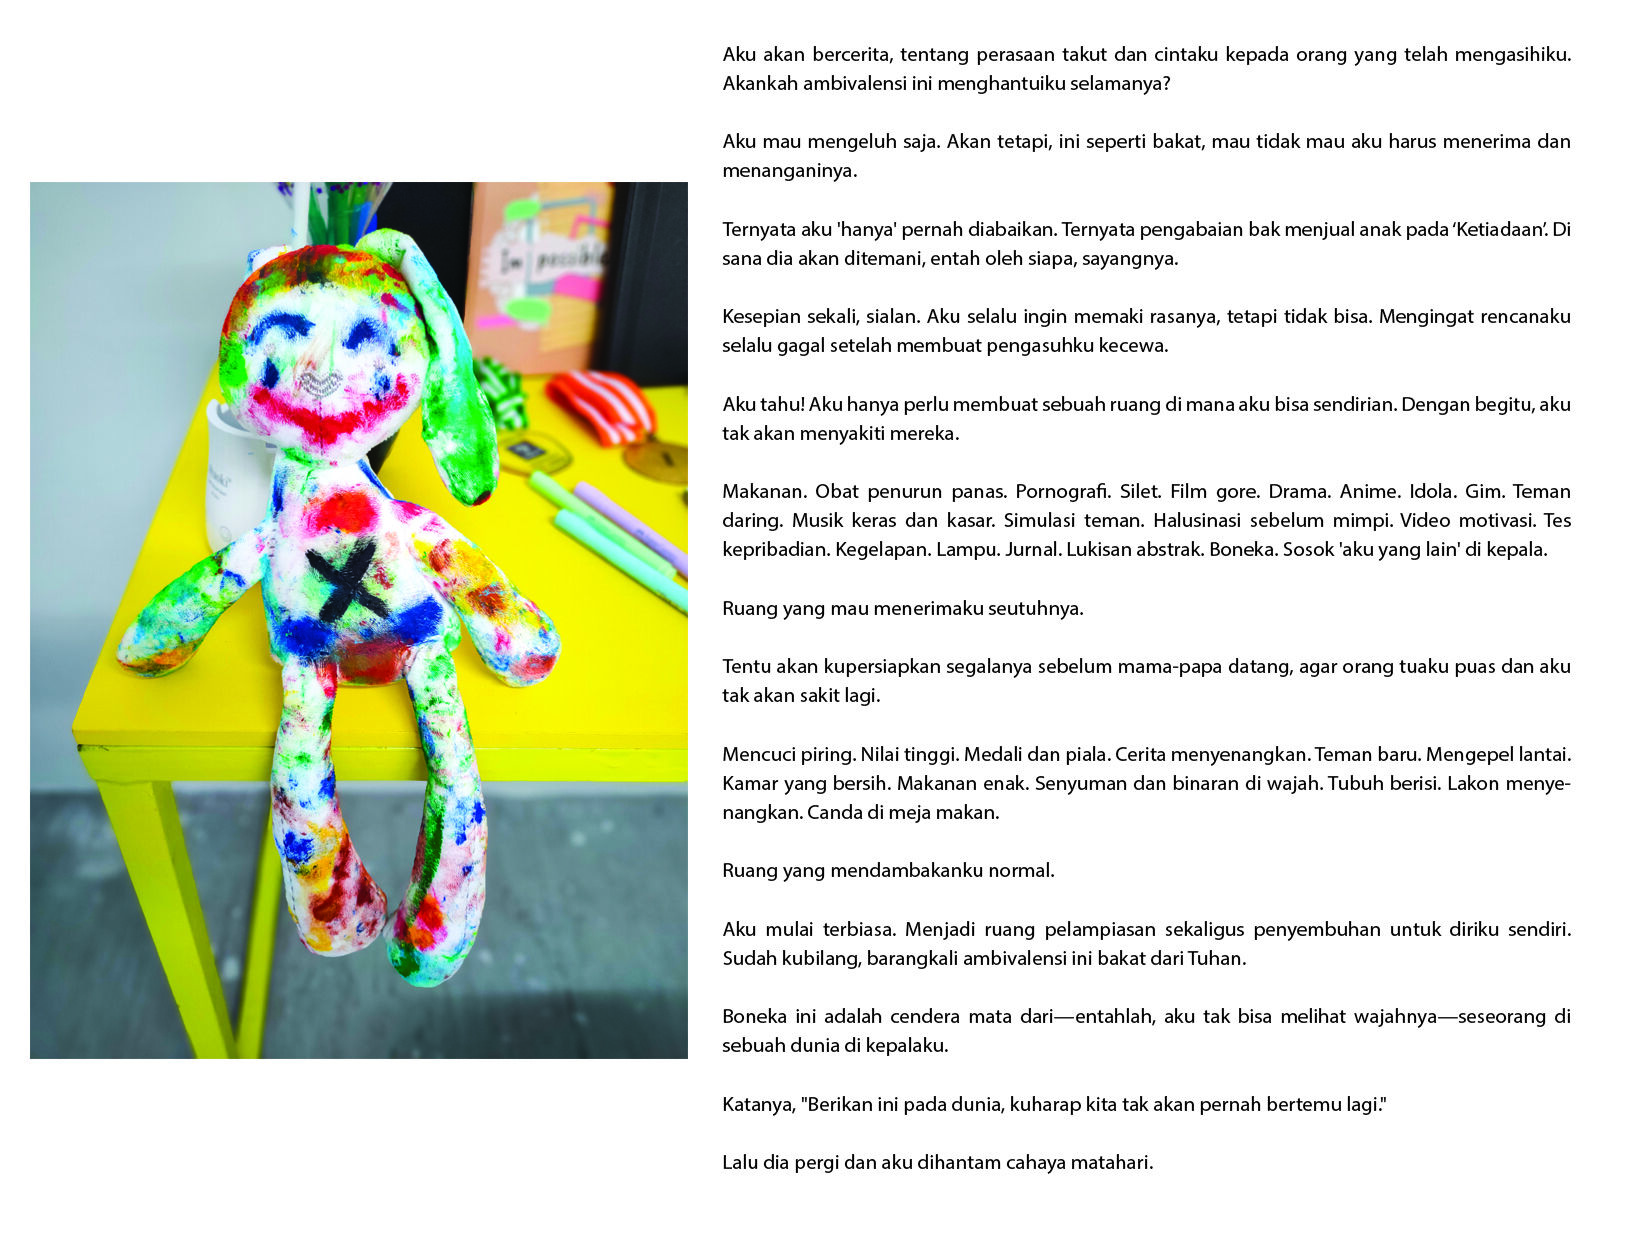 Aku akan bercerita, tentang perasaan takut dan cintaku kepada orang yang telah mengasihiku.
Akankah ambivalensi ini menghantuiku selamanya?
Aku mau mengeluh saja. Akan tetapi, ini seperti bakat, mau tidak mau aku harus menerima dan
menanganinya.
Ternyata aku 'hanya' pernah diabaikan. Ternyata pengabaian bak menjual anak pada ‘Ketiadaan’. Di
sana dia akan ditemani, entah oleh siapa, sayangnya.
Kesepian sekali, sialan. Aku selalu ingin memaki rasanya, tetapi tidak bisa. Mengingat rencanaku
selalu gagal setelah membuat pengasuhku kecewa.
Aku tahu! Aku hanya perlu membuat sebuah ruang di mana aku bisa sendirian. Dengan begitu, aku
tak akan menyakiti mereka.
Makanan. Obat penurun panas. Pornografi. Silet. Film gore. Drama. Anime. Idola. Gim. Teman
daring. Musik keras dan kasar. Simulasi teman. Halusinasi sebelum mimpi. Video motivasi. Tes
kepribadian. Kegelapan. Lampu. Jurnal. Lukisan abstrak. Boneka. Sosok 'aku yang lain' di kepala.
Ruang yang mau menerimaku seutuhnya.
Tentu akan kupersiapkan segalanya sebelum mama-papa datang, agar orang tuaku puas dan aku
tak akan sakit lagi.
Mencuci piring. Nilai tinggi. Medali dan piala. Cerita menyenangkan. Teman baru. Mengepel lantai.
Kamar yang bersih. Makanan enak. Senyuman dan binaran di wajah. Tubuh berisi. Lakon menye-
nangkan. Canda di meja makan.
Ruang yang mendambakanku normal.
Aku mulai terbiasa. Menjadi ruang pelampiasan sekaligus penyembuhan untuk diriku sendiri.
Sudah kubilang, barangkali ambivalensi ini bakat dari Tuhan.
Boneka ini adalah cendera mata dari—entahlah, aku tak bisa melihat wajahnya—seseorang di
sebuah dunia di kepalaku.
Katanya, "Berikan ini pada dunia, kuharap kita tak akan pernah bertemu lagi."
Lalu dia pergi dan aku dihantam cahaya matahari.